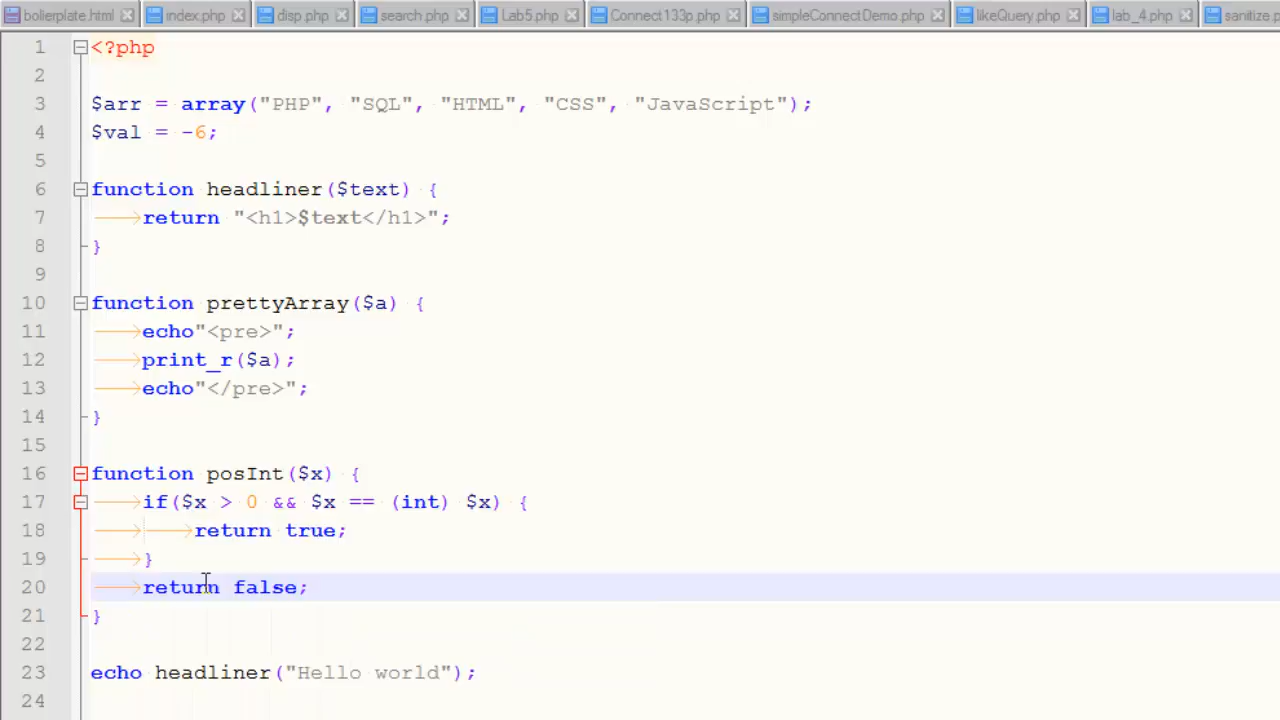 boilerplate.html index.php disp.php search.php Lab5.php Connect133p.php simpleConnectDemo.php likeQuery.php lab_4.php sanitize.p
1 <?php
2
3 $arr = array("PHP", "SQL", "HTML", "CSS", "JavaScript");
4 $val = -6;
5
6 function headliner($text) {
7 return "<h1>$text</h1>";
8 }
9
10 function prettyArray($a) {
11 echo"<pre>";
12 print_r($a);
13 echo"</pre>";
14 }
15
16 function posInt($x) {
17 if($x > 0 && $x == (int) $x) {
18 return true;
19 }
20 return false;
21 }
22
23 echo headliner("Hello world");
24